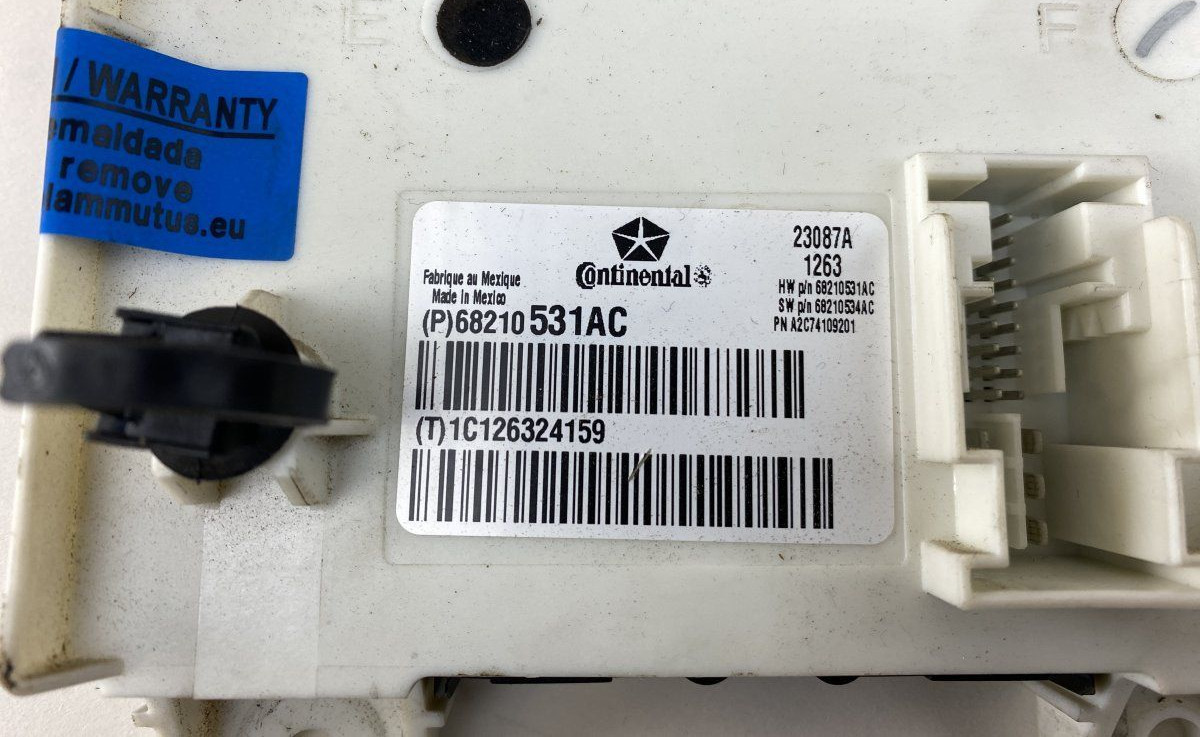 E
F
/ WARRANTY
emaldada
remove
lammutus.eu
Continental
23087A
1263
HW p/n 68210531AC
SW p/n 68210534AC
PN A2C74109201
Fabrique au Mexique
Made in Mexico
(P)68210531AC
(T)1C126324159